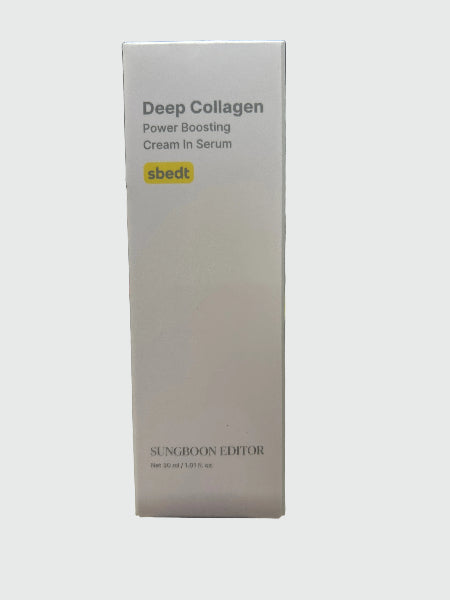 Deep Collagen
Power Boosting
Cream In Serum
sbedt
SUNGBOON EDITOR
Net 30 ml / 1.01 fl. oz